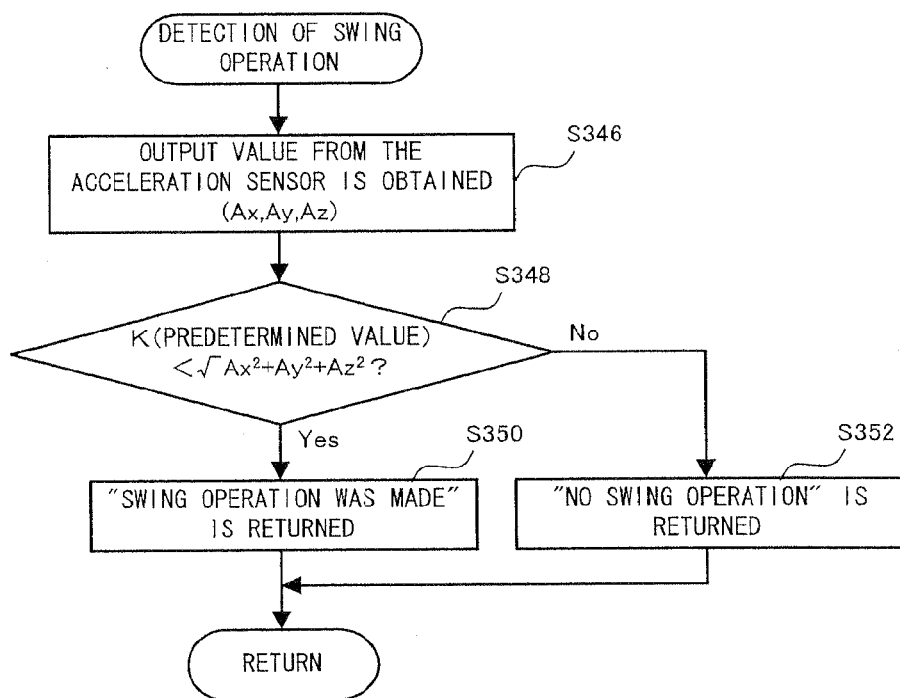 DETECTION OF SWING
OPERATION
S346
OUTPUT VALUE FROM THE
ACCELERATION SENSOR IS OBTAINED
(Ax,Ay,Az)
S348
K(PREDETERMINED VALUE)
<√Ax²+Ay²+Az²?
No
Yes
S350
"SWING OPERATION WAS MADE"
IS RETURNED
S352
"NO SWING OPERATION" IS
RETURNED
RETURN